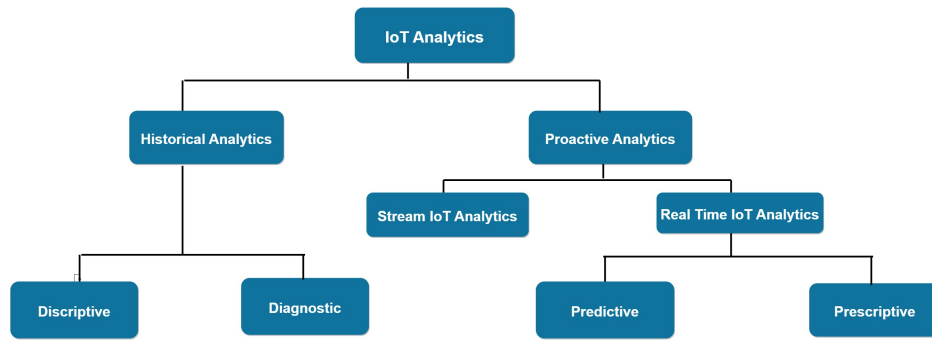 IoT Analytics
Historical Analytics
Proactive Analytics
Stream IoT Analytics
Real Time IoT Analytics
Discriptive
Diagnostic
Predictive
Prescriptive